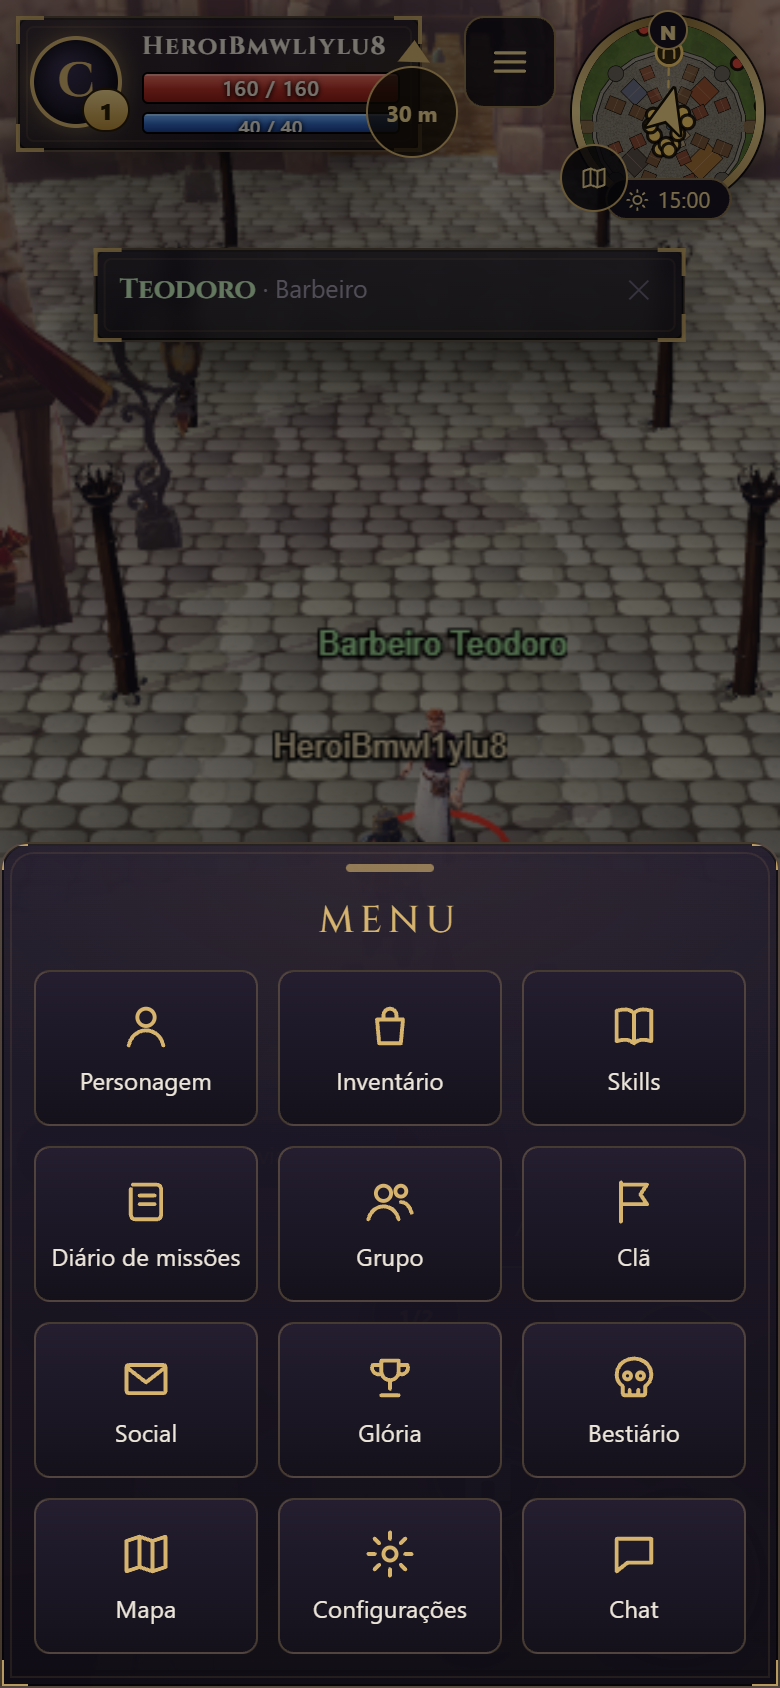 HeroiBmwl1ylu8
C
1
160 / 160
40 / 40
30 m
N
15:00
Teodoro · Barbeiro
Barbeiro Teodoro
HeroiBmwl1ylu8
MENU
Personagem
Inventário
Skills
Diário de missões
Grupo
Clã
Social
Glória
Bestiário
Mapa
Configurações
Chat